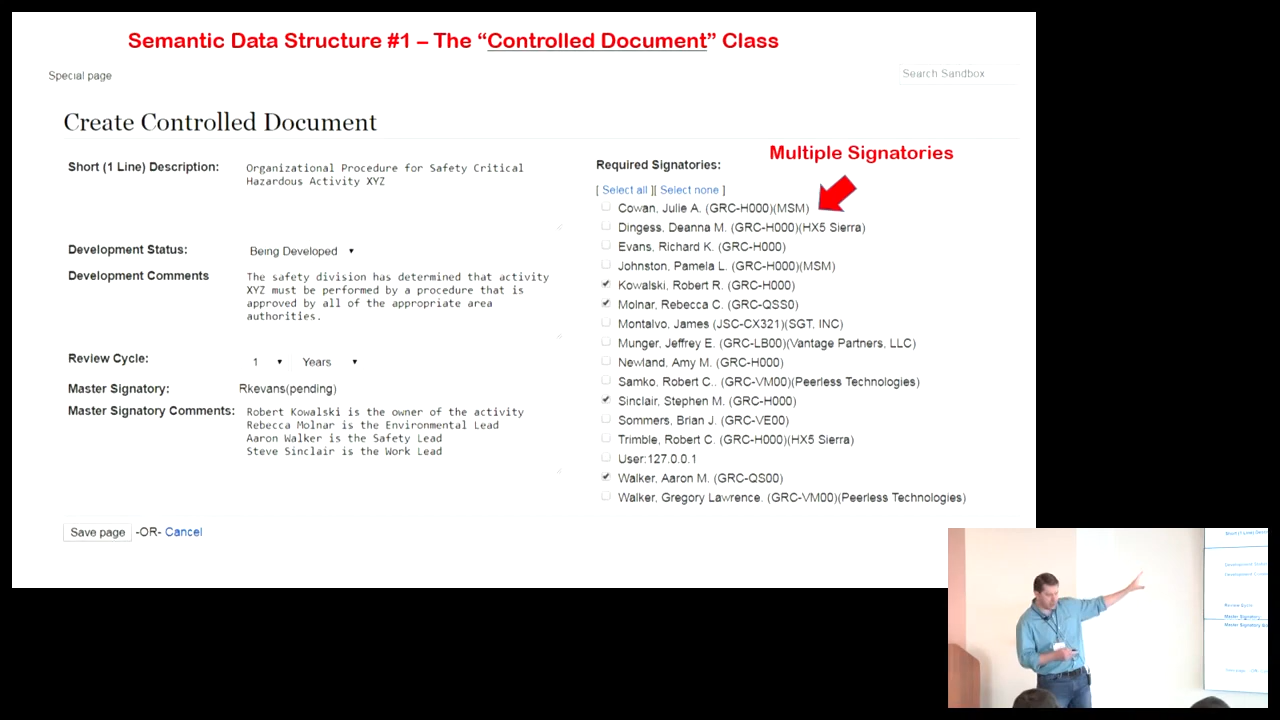 Semantic Data Structure #1 – The “Controlled Document” Class
Special page
Search Sandbox
Create Controlled Document
Short (1 Line) Description:
Organizational Procedure for Safety Critical
Hazardous Activity XYZ
Development Status:
Being Developed
Development Comments
The safety division has determined that activity
XYZ must be performed by a procedure that is
approved by all of the appropriate area
authorities.
Review Cycle:
1 Years
Master Signatory:
Rkevans(pending)
Master Signatory Comments:
Robert Kowalski is the owner of the activity
Rebecca Molnar is the Environmental Lead
Aaron Walker is the Safety Lead
Steve Sinclair is the Work Lead
Required Signatories:
Multiple Signatories
[ Select all ][ Select none ]
Cowan, Julie A. (GRC-H000)(MSM)
Dingess, Deanna M. (GRC-H000)(HX5 Sierra)
Evans, Richard K. (GRC-H000)
Johnston, Pamela L. (GRC-H000)(MSM)
Kowalski, Robert R. (GRC-H000)
Molnar, Rebecca C. (GRC-QSS0)
Montalvo, James (JSC-CX321)(SGT, INC)
Munger, Jeffrey E. (GRC-LB00)(Vantage Partners, LLC)
Newland, Amy M. (GRC-H000)
Samko, Robert C.. (GRC-VM00)(Peerless Technologies)
Sinclair, Stephen M. (GRC-H000)
Sommers, Brian J. (GRC-VE00)
Trimble, Robert C. (GRC-H000)(HX5 Sierra)
User:127.0.0.1
Walker, Aaron M. (GRC-QS00)
Walker, Gregory Lawrence. (GRC-VM00)(Peerless Technologies)
Save page -OR- Cancel
Review Cycle:
Master Signatory: